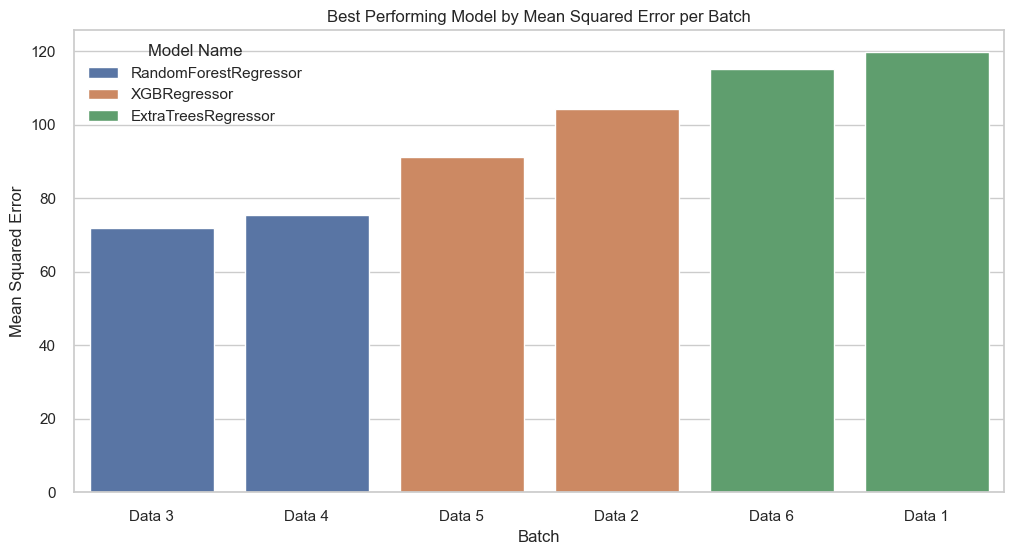 Best Performing Model by Mean Squared Error per Batch
Model Name
RandomForestRegressor
XGBRegressor
ExtraTreesRegressor
Mean Squared Error
120
100
80
60
40
20
0
Data 3 Data 4 Data 5 Data 2 Data 6 Data 1
Batch